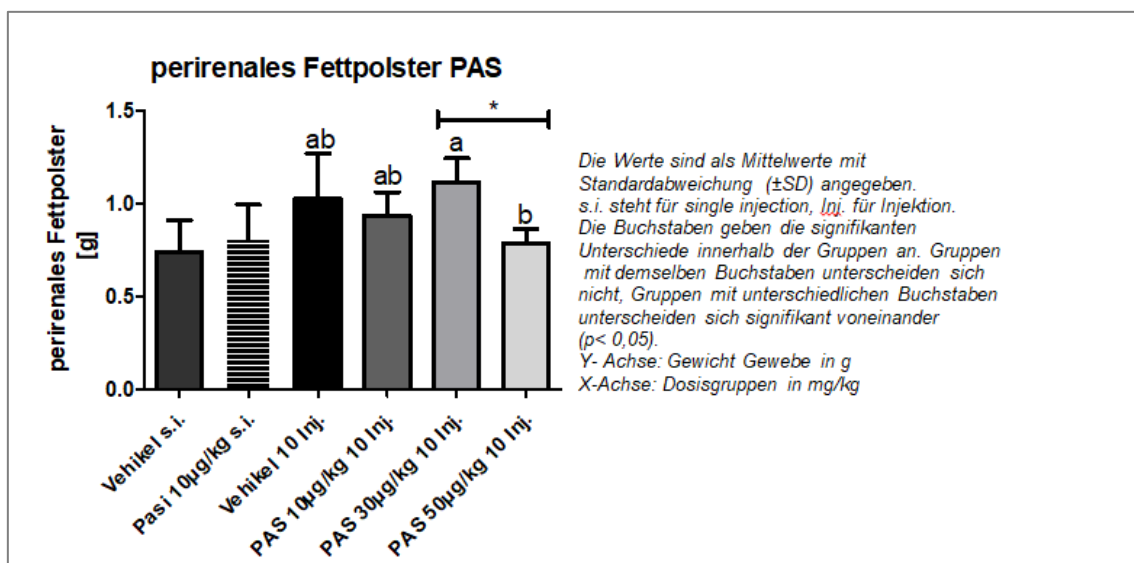 perirenales Fettpolster PAS
perirenales Fettpolster
[g]
1.5
1.0
0.5
0.0
ab
ab
a
b
*
Vehikel s.i.
Pasi 10µg/kg s.i.
Vehikel 10 Inj.
PAS 10µg/kg 10 Inj.
PAS 30µg/kg 10 Inj.
PAS 50µg/kg 10 Inj.
Die Werte sind als Mittelwerte mit
Standardabweichung (±SD) angegeben.
s.i. steht für single injection, Inj. für Injektion.
Die Buchstaben geben die signifikanten
Unterschiede innerhalb der Gruppen an. Gruppen
mit demselben Buchstaben unterscheiden sich
nicht, Gruppen mit unterschiedlichen Buchstaben
unterscheiden sich signifikant voneinander
(p< 0,05).
Y- Achse: Gewicht Gewebe in g
X-Achse: Dosisgruppen in mg/kg